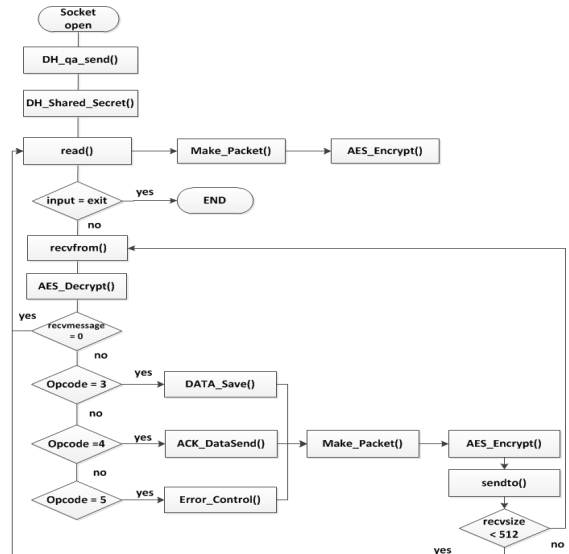 Socket
open
DH_qa_send()
DH_Shared_Secret()
read()
Make_Packet()
AES_Encrypt()
input = exit
yes
END
no
recvfrom()
AES_Decrypt()
yes
recvmessage
= 0
no
Opcode = 3
yes
DATA_Save()
no
Opcode =4
yes
ACK_DataSend()
Make_Packet()
AES_Encrypt()
no
sendto()
Opcode = 5
yes
Error_Control()
recvsize
< 512
yes
no